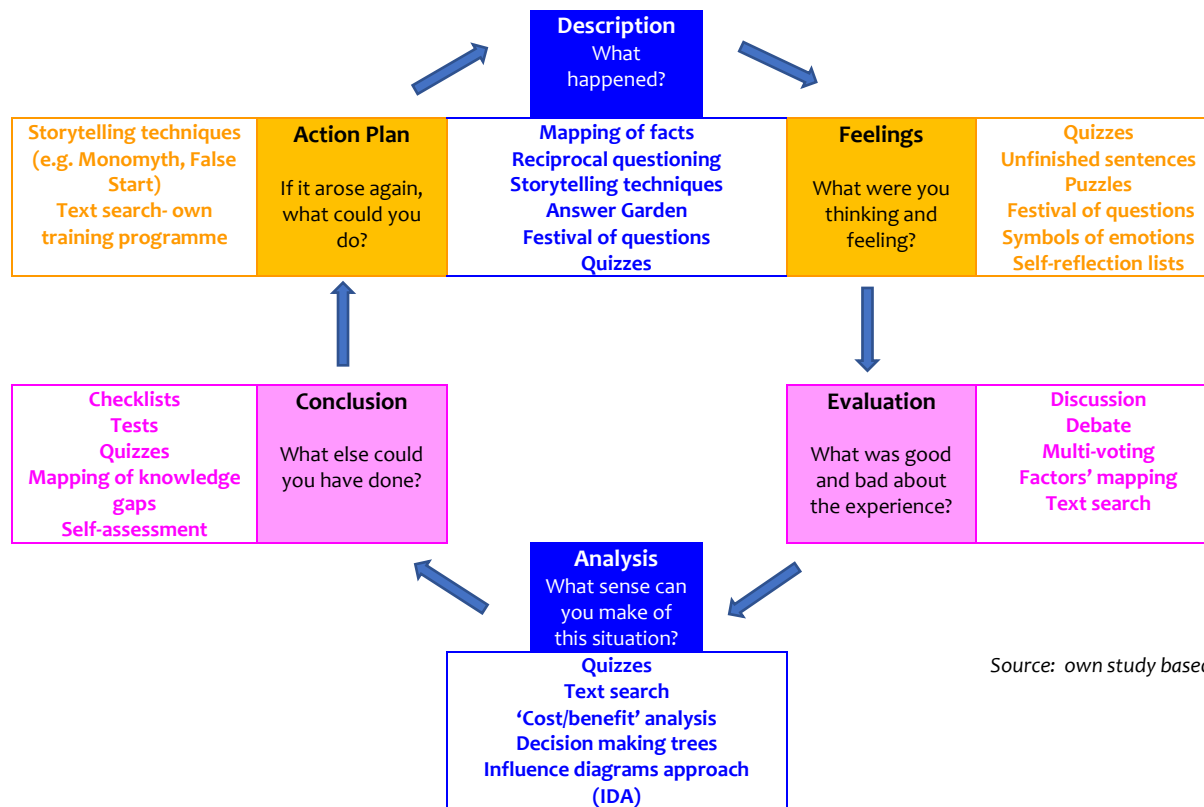 Description
What
happened?
Mapping of facts
Reciprocal questioning
Storytelling techniques
Answer Garden
Festival of questions
Quizzes
Feelings
What were you
thinking and
feeling?
Quizzes
Unfinished sentences
Puzzles
Festival of questions
Symbols of emotions
Self-reflection lists
Evaluation
What was good
and bad about
the experience?
Discussion
Debate
Multi-voting
Factors’ mapping
Text search
Analysis
What sense can
you make of
this situation?
Quizzes
Text search
‘Cost/benefit’ analysis
Decision making trees
Influence diagrams approach
(IDA)
Conclusion
What else could
you have done?
Checklists
Tests
Quizzes
Mapping of knowledge
gaps
Self-assessment
Action Plan
If it arose again,
what could you
do?
Storytelling techniques
(e.g. Monomyth, False
Start)
Text search- own
training programme
Source: own study based